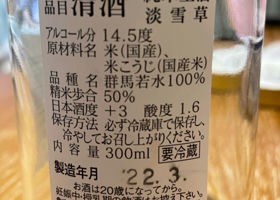 品目 清酒
淡雪草
アルコール分 14.5度
原材料名 米(国産)、
米こうじ(国産米)
品種名 群馬若水100%
精米歩合 50%
日本酒度 +3 酸度 1.6
保存方法 必ず冷蔵庫で保存し、
冷やしてお召し上がりください。
内容量 300ml 要冷蔵
製造年月 22.3.
お酒は20歳になってから。